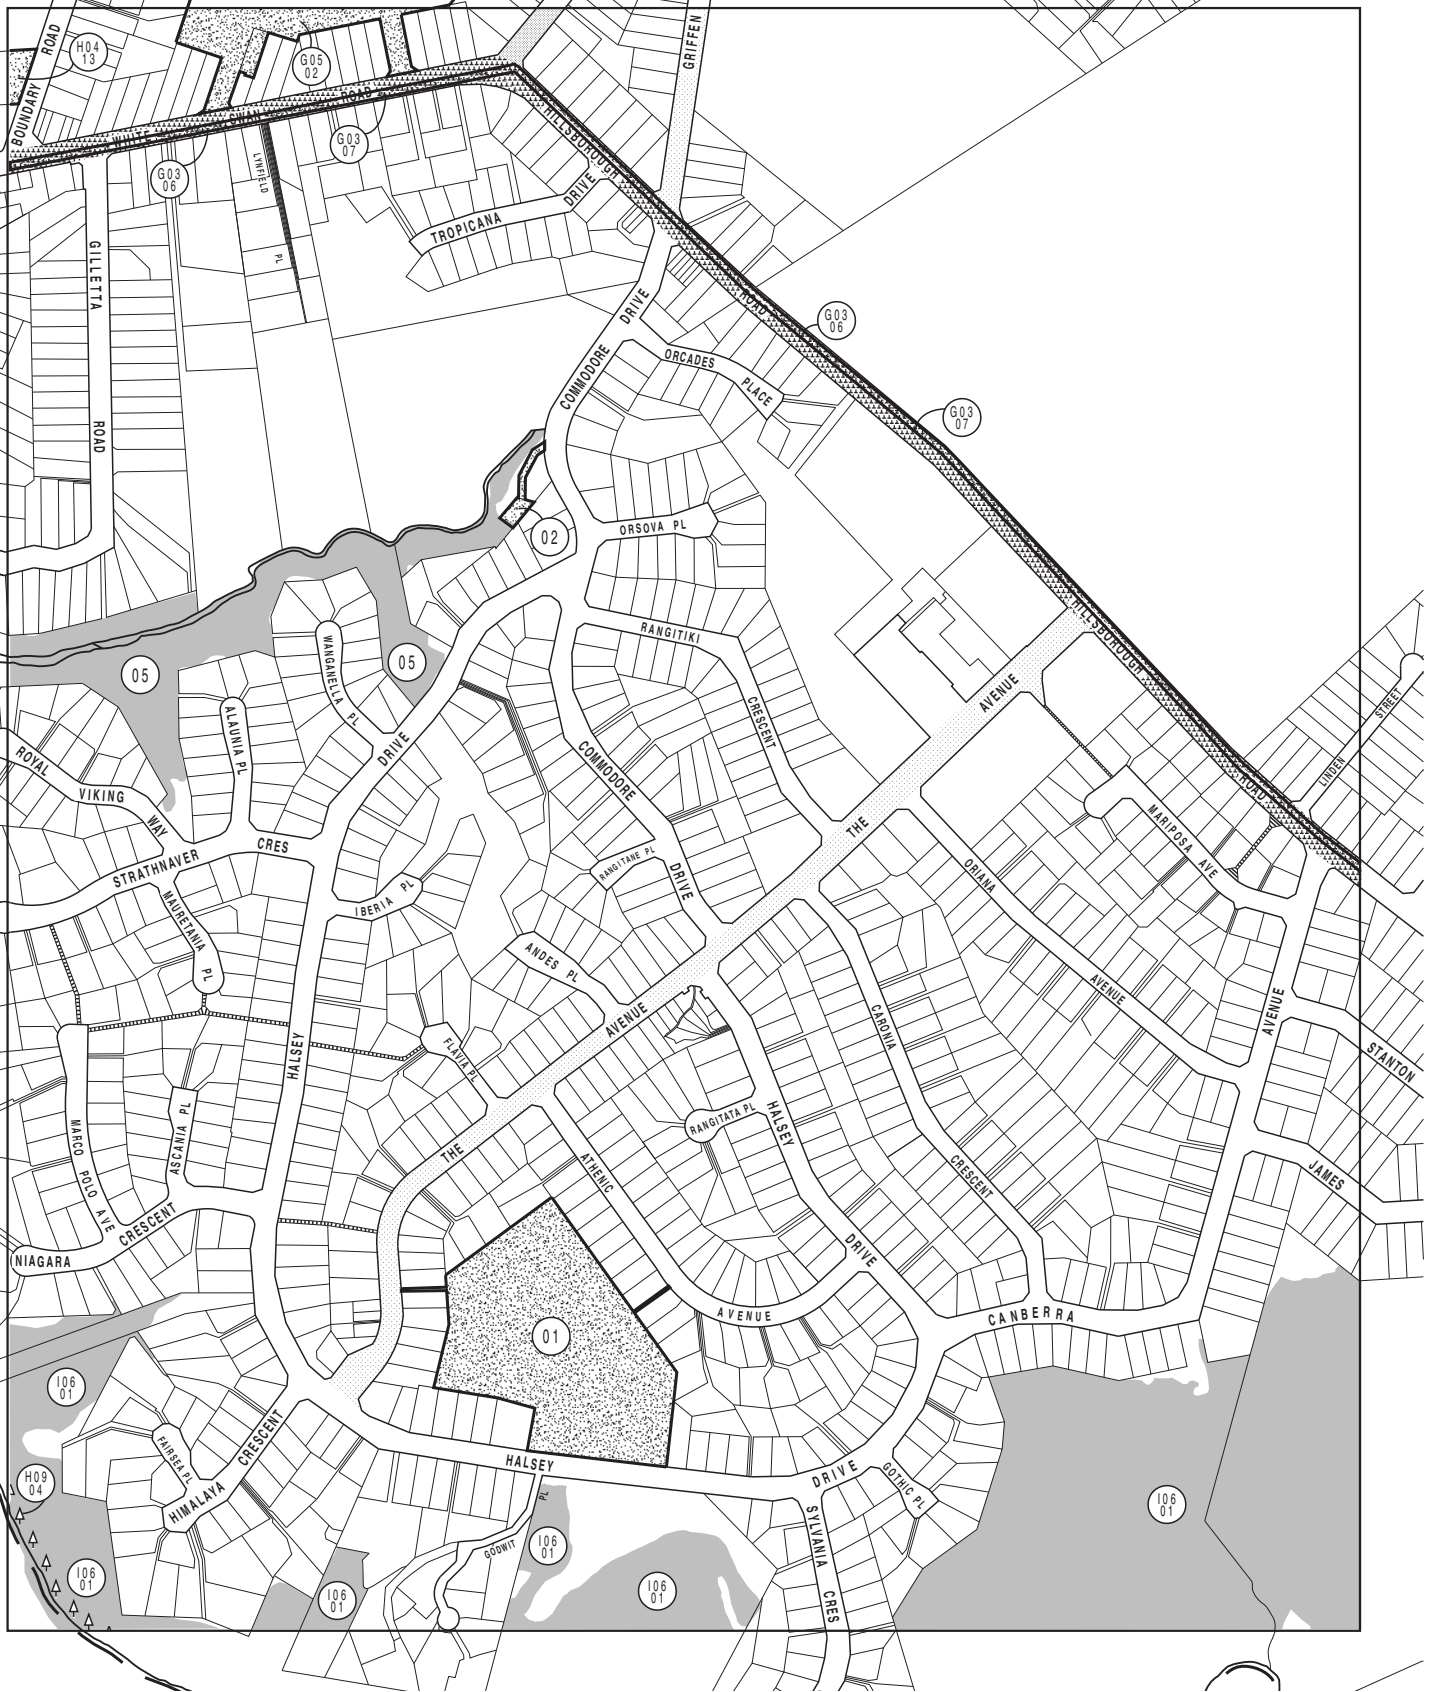 GRIFFEN
BOUNDARY ROAD
H04
13
G05
02
WHITE SWAN ROAD
G03
07
G03
06
LYNFIELD
PL
HILLSBOROUGH
TROPICANA DRIVE
GILLETTA
ROAD
COMMODORE DRIVE
ROAD
G03
06
ORCADES
PLACE
G03
07
ORSOVA PL
02
RANGITIKI
CRESCENT
HILLSBOROUGH
05
05
WANGANELLA PL
AVENUE
STREET
LINDEN
ALAUNIA PL
DRIVE
COMMODORE
ROYAL
VIKING
WAY
ROAD
THE
MARIPOSA AVE
CRES
STRATHNAVER
RANGITANE PL
DRIVE
ORIANA
IBERIA PL
MAURETANIA
PL
ANDES PL
AVENUE
AVENUE
AVENUE
CARONIA
HALSEY
FLAVIA PL
STANTON
MARCO POLO AVE
ASCANIA PL
RANGITATA PL
HALSEY
THE
ATHENIC
CRESCENT
JAMES
CRESCENT
NIAGARA
DRIVE
AVENUE
CANBERRA
01
I06
01
CRESCENT
FAIRSEA PL
HALSEY
DRIVE
GOTHIC PL
H09
04
HIMALAYA
PL
GODWIT
SYLVANIA
CRES
I06
01
I06
01
I06
01
I06
01
I06
01